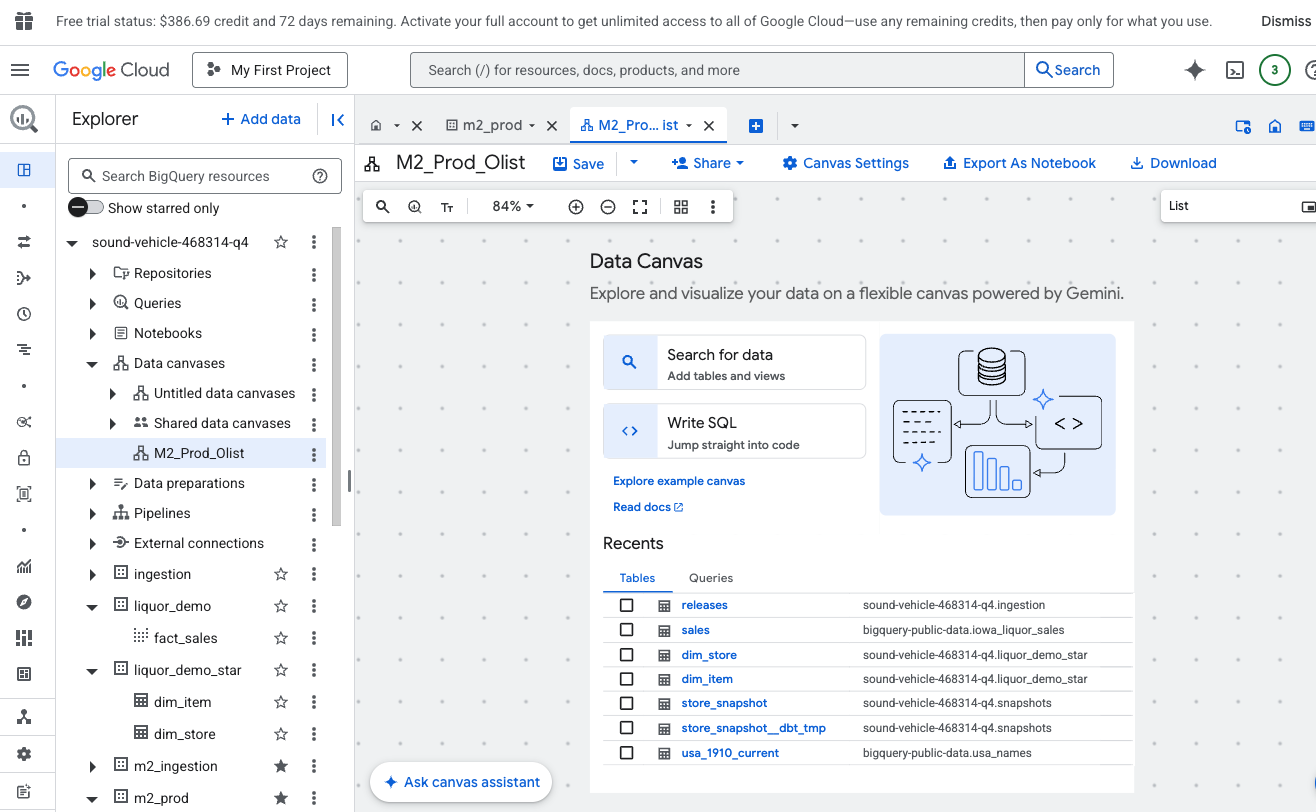 Free trial status: $386.69 credit and 72 days remaining. Activate your full account to get unlimited access to all of Google Cloud—use any remaining credits, then pay only for what you use.
Dismiss
Google Cloud
My First Project
Search (/) for resources, docs, products, and more
Search
3
Explorer
+ Add data
m2_prod
M2_Pro... ist
Search BigQuery resources
Show starred only
M2_Prod_Olist
Save
Share
Canvas Settings
Export As Notebook
Download
84%
List
sound-vehicle-468314-q4
Repositories
Queries
Notebooks
Data canvases
Untitled data canvases
Shared data canvases
M2_Prod_Olist
Data preparations
Pipelines
External connections
ingestion
liquor_demo
fact_sales
liquor_demo_star
dim_item
dim_store
m2_ingestion
m2_prod
Data Canvas
Explore and visualize your data on a flexible canvas powered by Gemini.
Search for data
Add tables and views
Write SQL
Jump straight into code
Explore example canvas
Read docs
Recents
Tables Queries
releases sound-vehicle-468314-q4.ingestion
sales bigquery-public-data.iowa_liquor_sales
dim_store sound-vehicle-468314-q4.liquor_demo_star
dim_item sound-vehicle-468314-q4.liquor_demo_star
store_snapshot sound-vehicle-468314-q4.snapshots
store_snapshot__dbt_tmp sound-vehicle-468314-q4.snapshots
usa_1910_current bigquery-public-data.usa_names
Ask canvas assistant